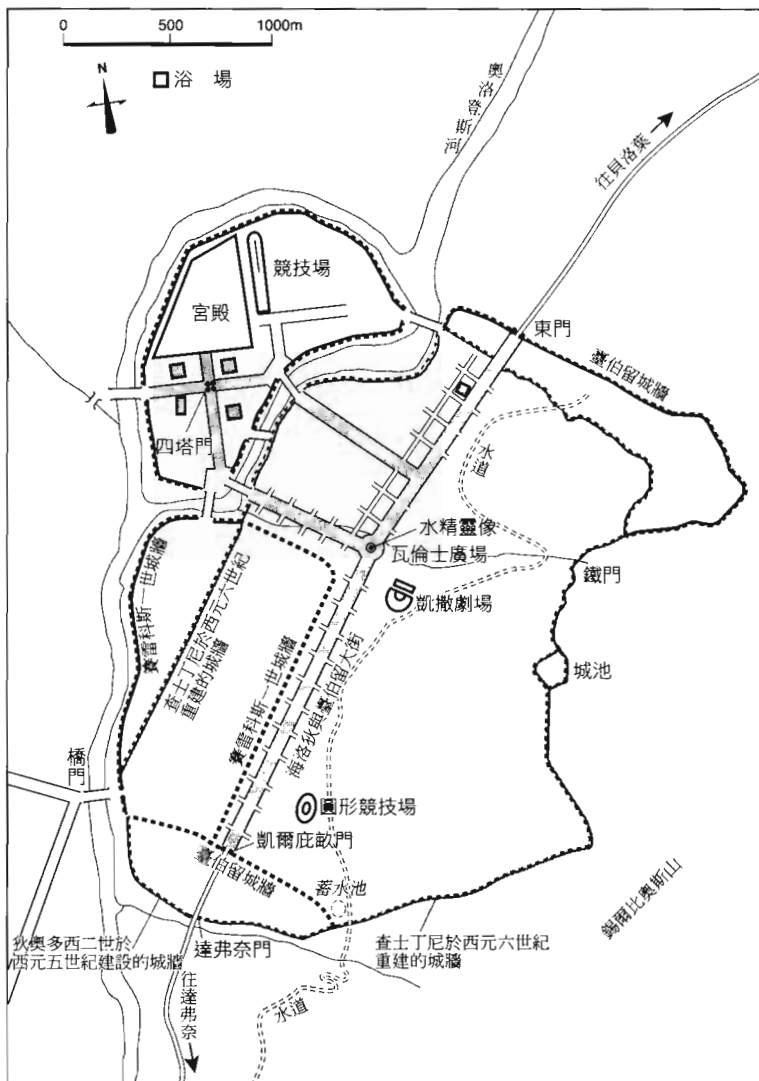 0 500 1000m
N
浴 場
奧洛登斯河
往貝洛葉
競技場
宮殿
東門
臺伯留城牆
四塔門
水道
水精靈像
瓦倫士廣場
鐵門
凱撒劇場
賽雷科斯一世城牆
查士丁尼於西元六世紀
重建的城牆
賽雷科斯一世城牆
海洛狄與臺伯留大街
城池
橋門
圓形競技場
凱爾庇畝門
臺伯留城牆
蓄水池
錫爾比奧斯山
狄奧多西二世於
西元五世紀建設的城牆
達弗奈門
查士丁尼於西元六世紀
重建的城牆
往達弗奈
水道